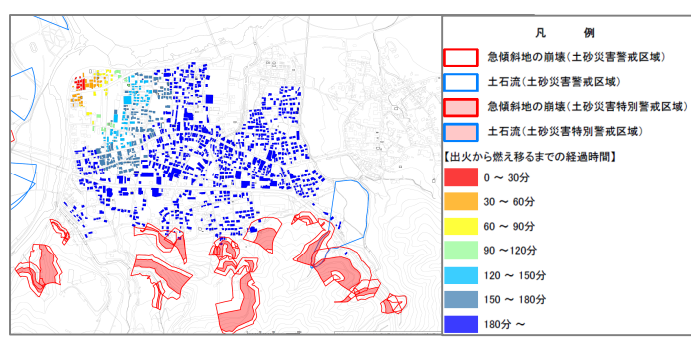 凡　例
急傾斜地の崩壊(土砂災害警戒区域)
土石流(土砂災害警戒区域)
急傾斜地の崩壊(土砂災害特別警戒区域)
土石流(土砂災害特別警戒区域)
【出火から燃え移るまでの経過時間】
0 ～ 30分
30 ～ 60分
60 ～ 90分
90 ～120分
120 ～ 150分
150 ～ 180分
180分 ～